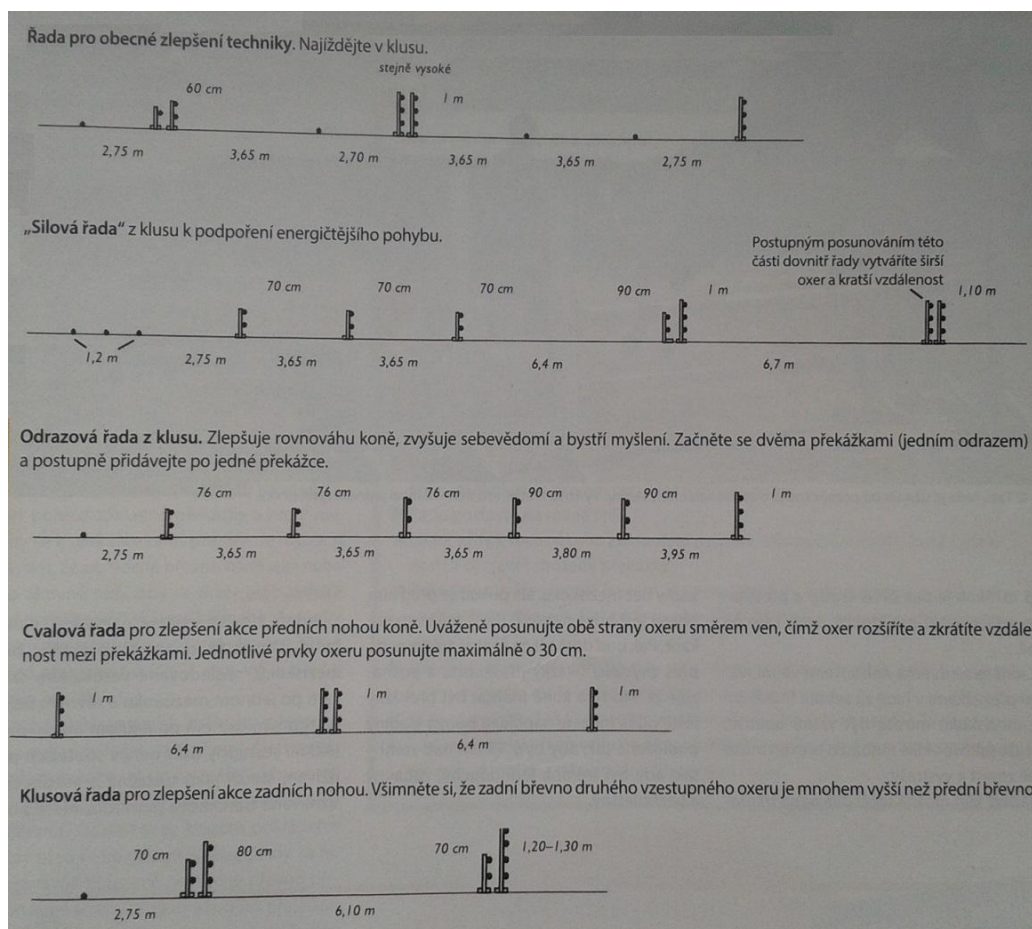 Řada pro obecné zlepšení techniky. Najíždějte v klusu.
stejně vysoké
60 cm
1 m
2,75 m
3,65 m
2,70 m
3,65 m
3,65 m
2,75 m
„Silová řada“ z klusu k podpoření energičtějšího pohybu.
Postupným posunováním této
části dovnitř řady vytváříte širší
oxer a kratší vzdálenost
70 cm
70 cm
70 cm
90 cm
1 m
1,10 m
1,2 m
2,75 m
3,65 m
3,65 m
6,4 m
6,7 m
Odrazová řada z klusu. Zlepšuje rovnováhu koně, zvyšuje sebevědomí a bystří myšlení. Začněte se dvěma překážkami (jedním odrazem)
a postupně přidávejte po jedné překážce.
76 cm
76 cm
76 cm
90 cm
90 cm
1 m
2,75 m
3,65 m
3,65 m
3,65 m
3,80 m
3,95 m
Cvalová řada pro zlepšení akce předních nohou koně. Uváženě posunujte obě strany oxeru směrem ven, čímž oxer rozšíříte a zkrátíte vzdále
nost mezi překážkami. Jednotlivé prvky oxeru posunujte maximálně o 30 cm.
1 m
1 m
1 m
6,4 m
6,4 m
Klusová řada pro zlepšení akce zadních nohou. Všimněte si, že zadní břevno druhého vzestupného oxeru je mnohem vyšší než přední břevno
70 cm
80 cm
70 cm
1,20–1,30 m
2,75 m
6,10 m